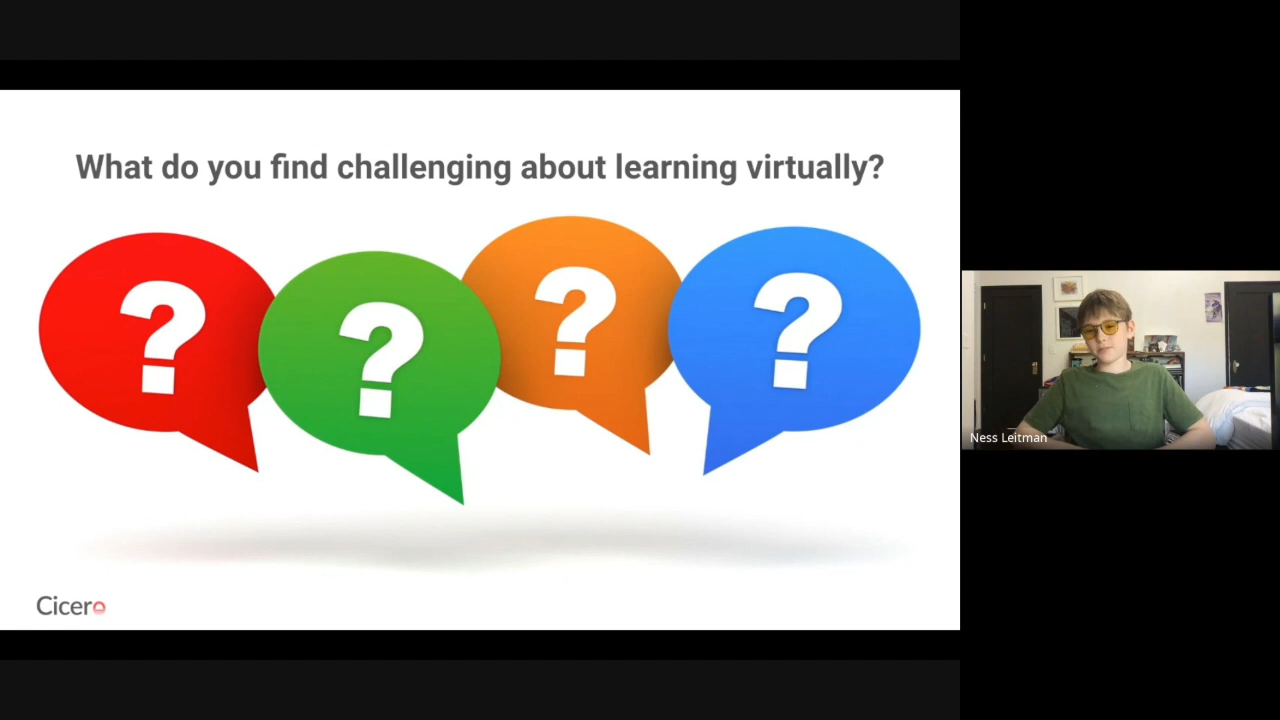 What do you find challenging about learning virtually?
? ? ? ?
Cicero
Ness Leitman